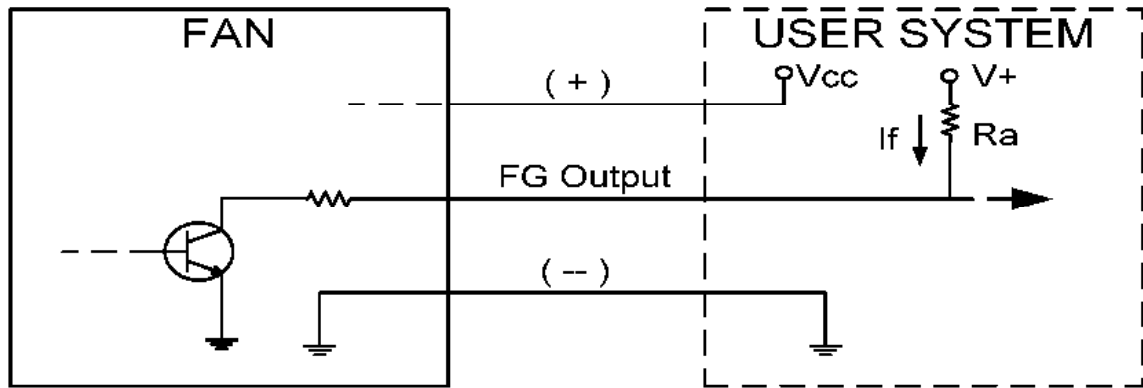 FAN
USER SYSTEM
( + )
Vcc
V+
If
Ra
FG Output
( -- )